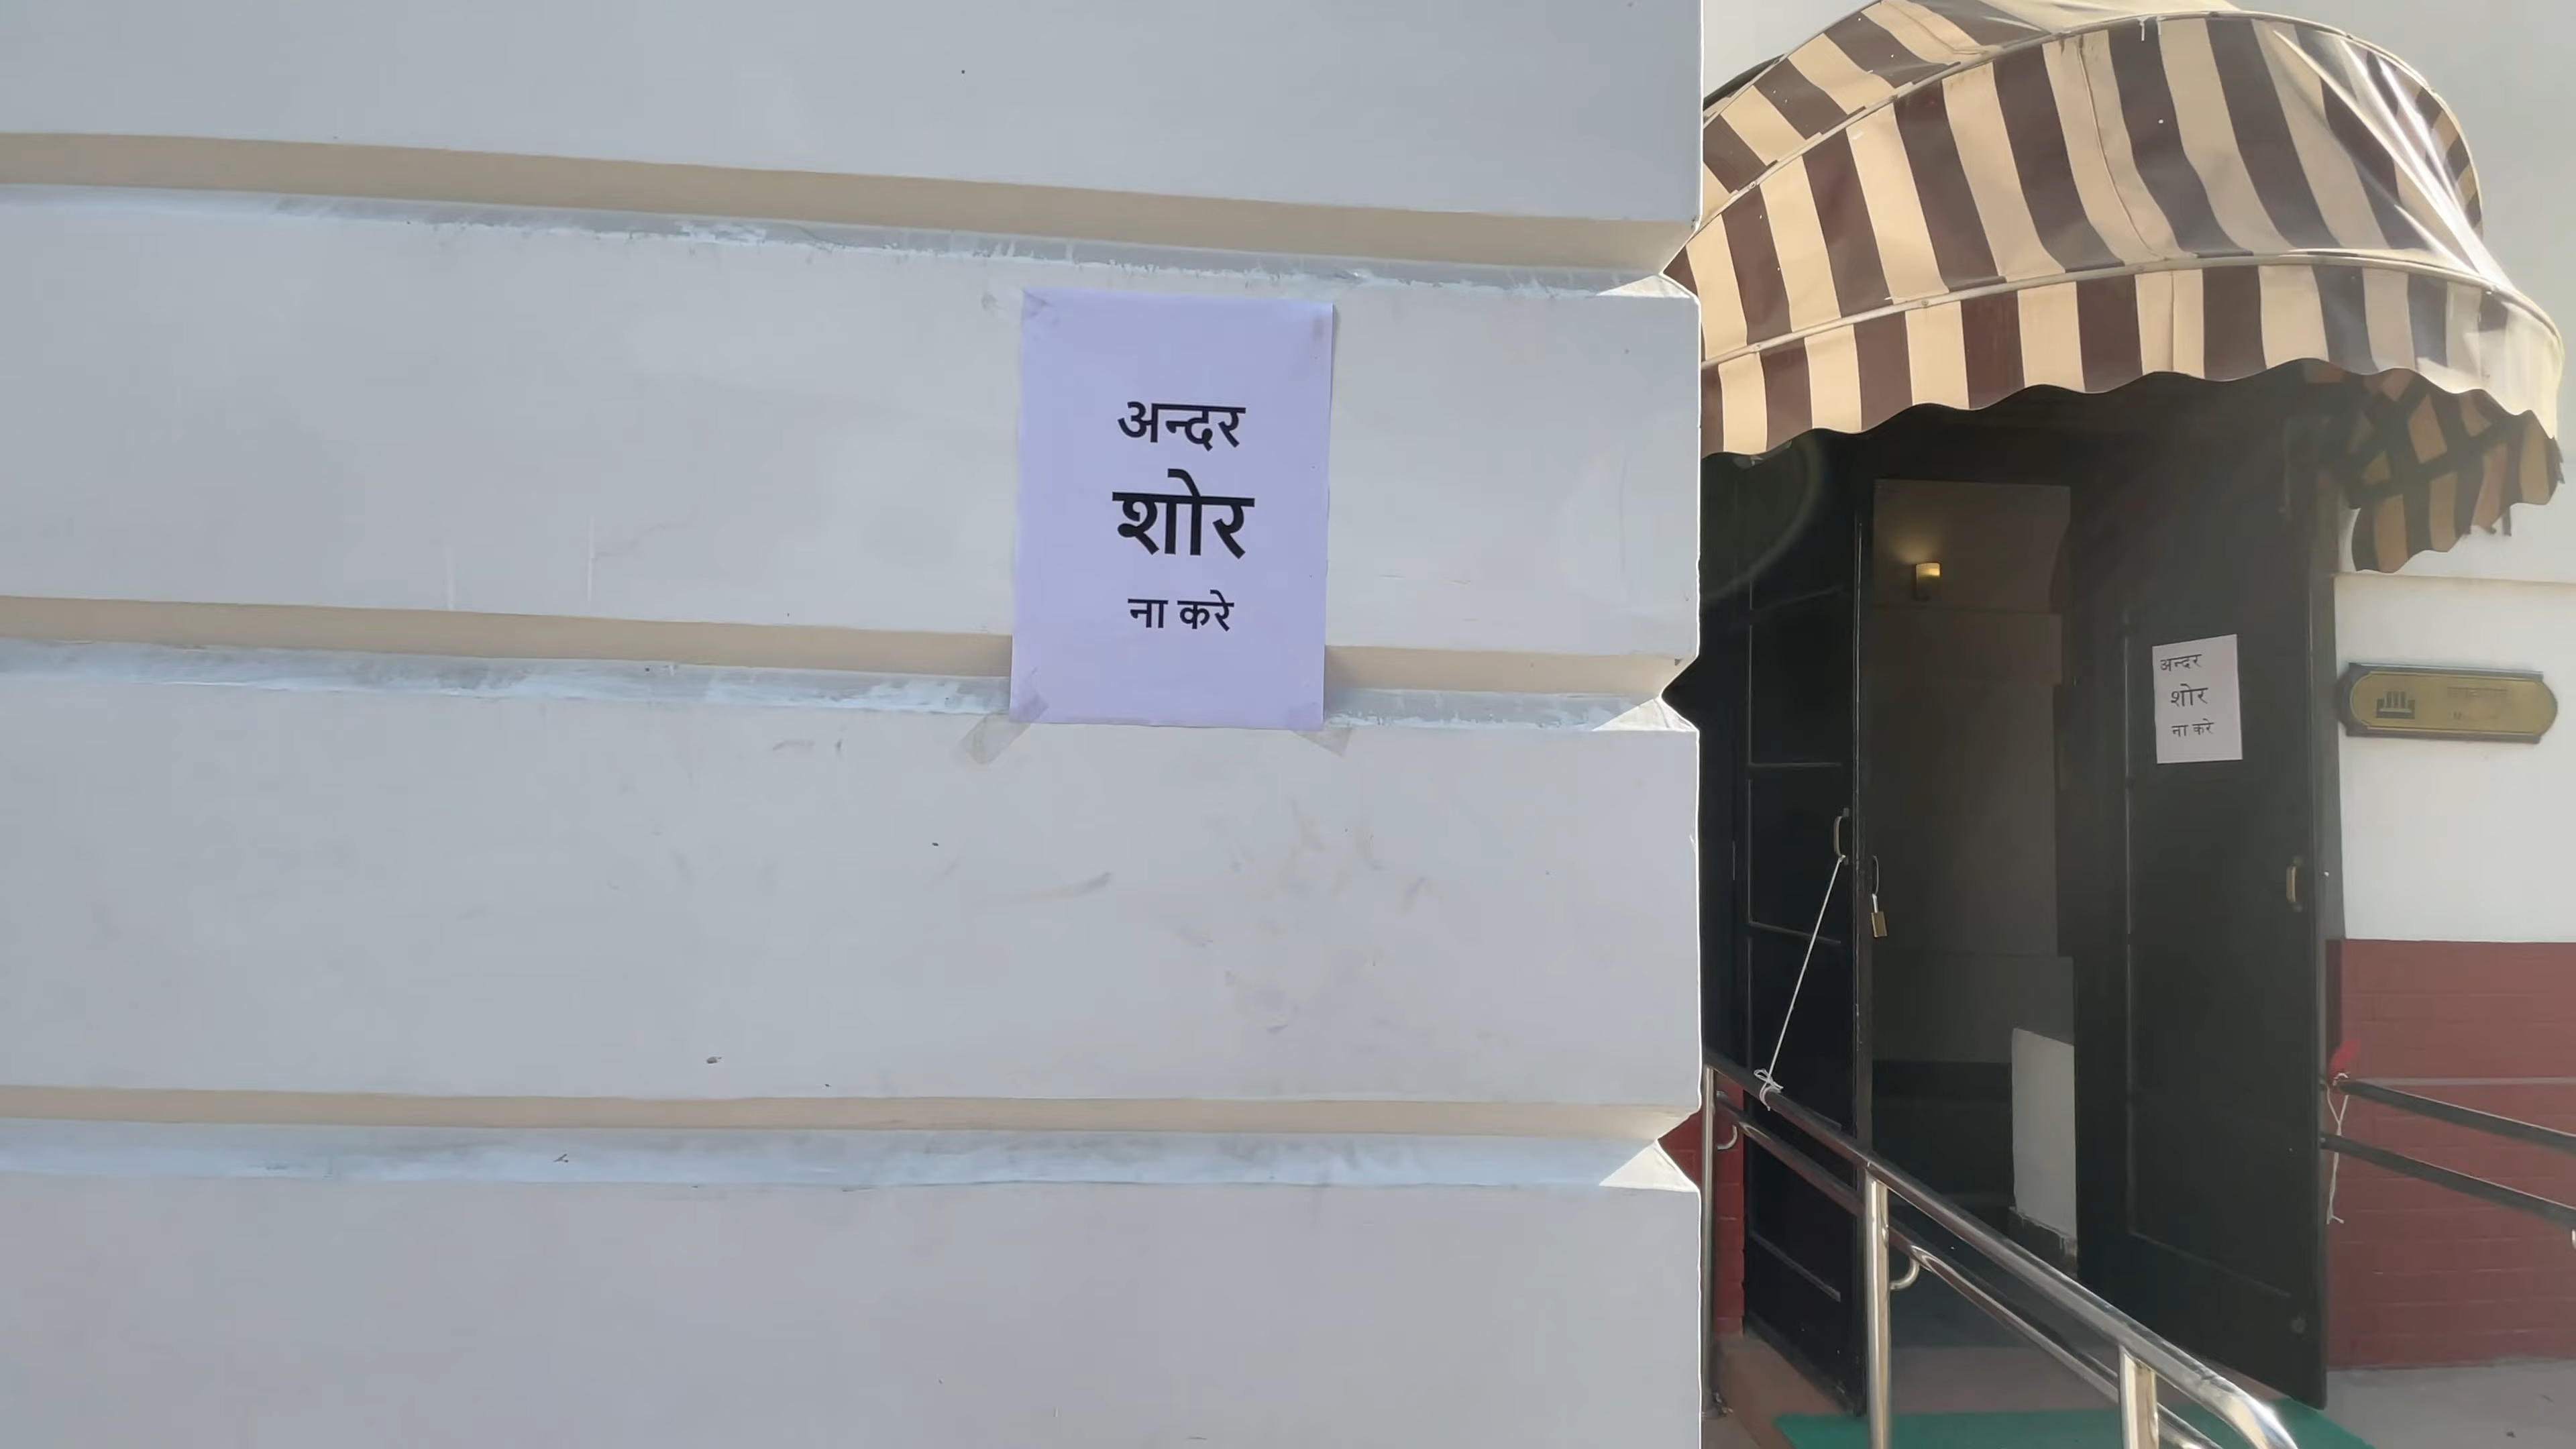 अन्दर
शोर
ना करे
अन्दर
शोर
ना करे